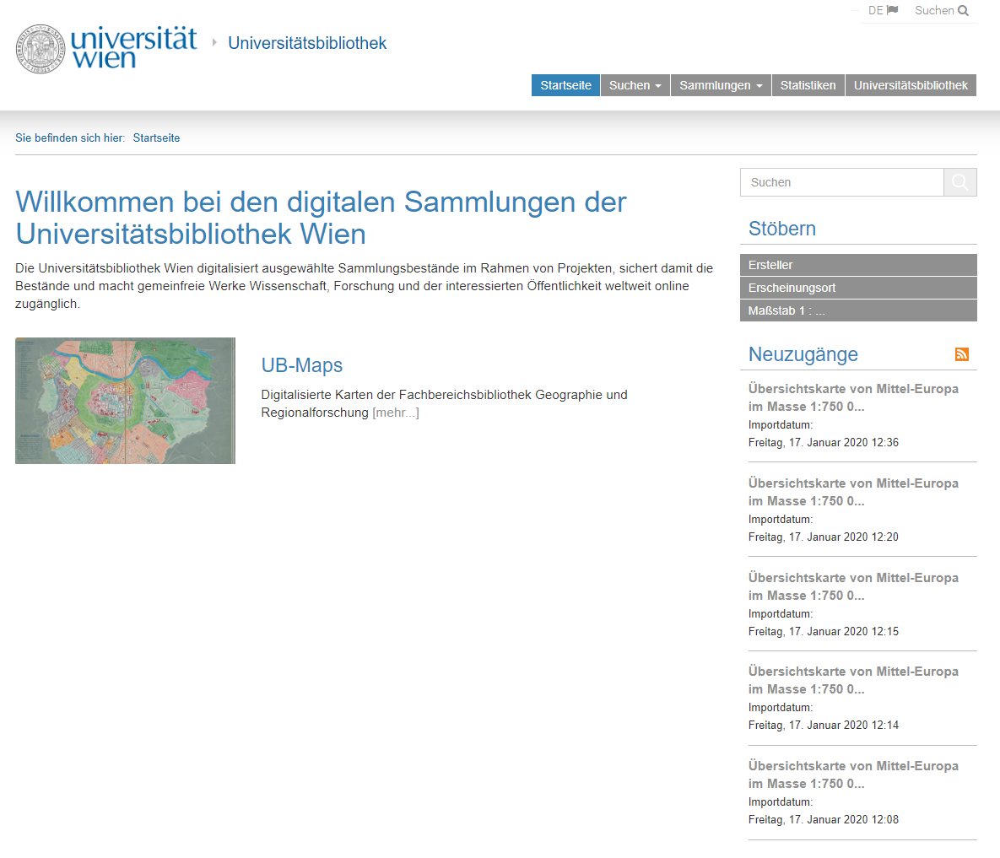 DE Suchen
universität
wien
Universitätsbibliothek
Startseite Suchen Sammlungen Statistiken Universitätsbibliothek
Sie befinden sich hier: Startseite
Willkommen bei den digitalen Sammlungen der
Universitätsbibliothek Wien
Die Universitätsbibliothek Wien digitalisiert ausgewählte Sammlungsbestände im Rahmen von Projekten, sichert damit die
Bestände und macht gemeinfreie Werke Wissenschaft, Forschung und der interessierten Öffentlichkeit weltweit online
zugänglich.
UB-Maps
Digitalisierte Karten der Fachbereichsbibliothek Geographie und
Regionalforschung [mehr...]
Suchen
Stöbern
Ersteller
Erscheinungsort
Maßstab 1 : ...
Neuzugänge
Übersichtskarte von Mittel-Europa
im Masse 1:750 0...
Importdatum:
Freitag, 17. Januar 2020 12:36
Übersichtskarte von Mittel-Europa
im Masse 1:750 0...
Importdatum:
Freitag, 17. Januar 2020 12:20
Übersichtskarte von Mittel-Europa
im Masse 1:750 0...
Importdatum:
Freitag, 17. Januar 2020 12:15
Übersichtskarte von Mittel-Europa
im Masse 1:750 0...
Importdatum:
Freitag, 17. Januar 2020 12:14
Übersichtskarte von Mittel-Europa
im Masse 1:750 0...
Importdatum:
Freitag, 17. Januar 2020 12:08